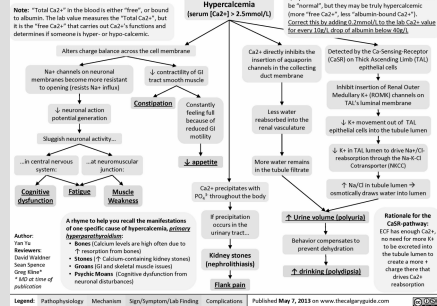 Note: "Total Ca2+" in the blood is either "free", or bound
to albumin. The lab value measures the "Total Ca2+", but
it is the "free Ca2+" that carries out Ca2+'s functions and
determines if someone is hyper- or hypo-calcemic.
Hypercalcemia
(serum [Ca2+] > 2.5mmol/L)
be "normal", but they may be truly hypercalcemic
(more "free Ca2+", less "albumin-bound Ca2+").
Correct this by adding 0.2mmol/L to the lab Ca2+ value
for every 10g/L drop of albumin below 40g/L
Alters charge balance across the cell membrane
Na+ channels on neuronal
membranes become more resistant
to opening (resists Na+ influx)
↓ neuronal action
potential generation
Sluggish neuronal activity…
…in central nervous
system:
…at neuromuscular
junction:
Cognitive
dysfunction
Fatigue
Muscle
Weakness
↓ contractility of GI
tract smooth muscle
Constipation
Constantly
feeling full
because of
reduced GI
motility
↓ appetite
Ca2+ precipitates with
PO₄³⁻ throughout the body
If precipitation
occurs in the
urinary tract…
Kidney stones
(nephrolithiasis)
Flank pain
Ca2+ directly inhibits the
insertion of aquaporin
channels in the collecting
duct membrane
Less water
reabsorbed into the
renal vasculature
More water remains
in the tubule filtrate
↑ Urine volume (polyuria)
Behavior compensates to
prevent dehydration
↑ drinking (polydipsia)
Detected by the Ca-Sensing-Receptor
(CaSR) on Thick Ascending Limb (TAL)
epithelial cells
Inhibit insertion of Renal Outer
Medullary K+ (ROMK) channels on
TAL's luminal membrane
↓ K+ movement out of TAL
epithelial cells into the tubule lumen
↓ K+ in TAL lumen to drive Na+/Cl-
reabsorption through the Na-K-Cl
Cotransporter (NKCC)
↑ Na/Cl in tubule lumen →
osmotically draws water into lumen
Rationale for the
CaSR-pathway:
ECF has enough Ca2+,
no need for more K+
to be excreted into
the tubule lumen to
create a more +
charge there that
drives Ca2+
reabsorption
A rhyme to help you recall the manifestations
of one specific cause of hypercalcemia, primary
hyperparathyroidism:
• Bones (Calcium levels are high often due to
↑ resorption from bones)
• Stones (↑ Calcium-containing kidney stones)
• Groans (GI and skeletal muscle issues)
• Psychic Moans (Cognitive dysfunction from
neuronal disturbances)
Author:
Yan Yu
Reviewers:
David Waldner
Sean Spence
Greg Kline*
* MD at time of
publication
Legend: Pathophysiology Mechanism Sign/Symptom/Lab Finding Complications
Published May 7, 2013 on www.thecalgaryguide.com